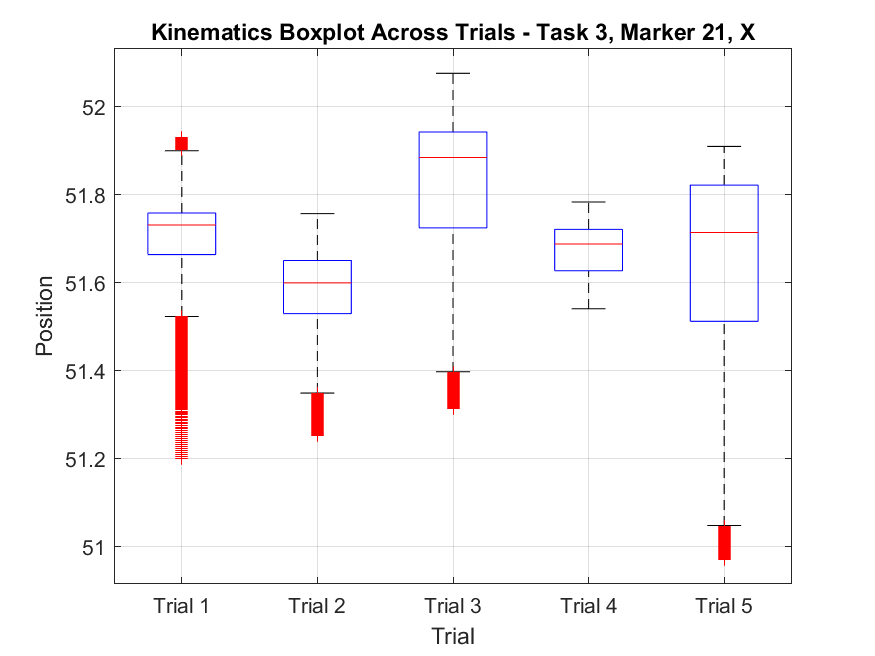 Kinematics Boxplot Across Trials - Task 3, Marker 21, X
52
51.8
51.6
51.4
51.2
51
Position
Trial 1 Trial 2 Trial 3 Trial 4 Trial 5
Trial